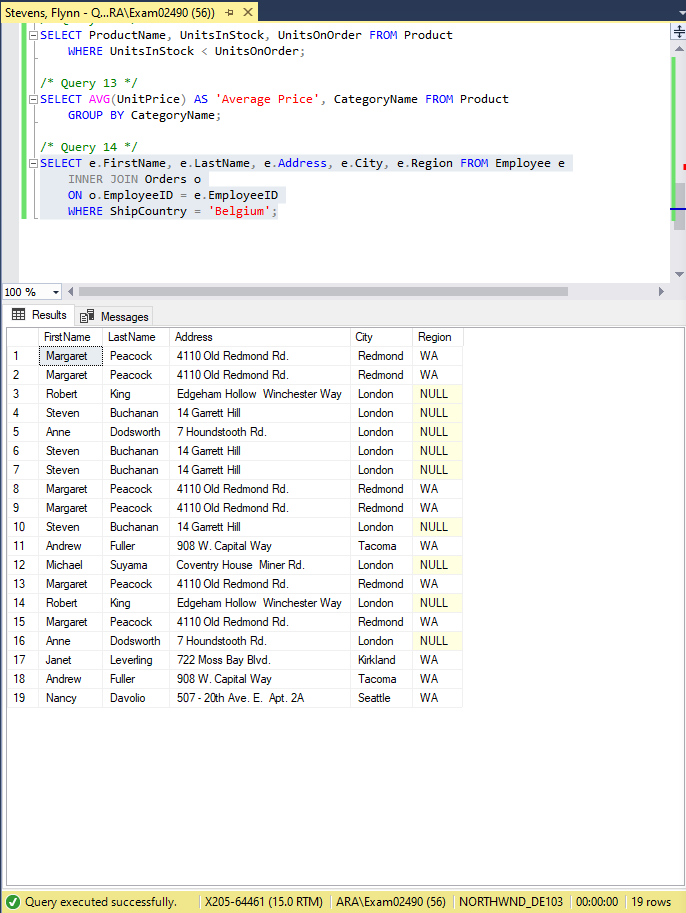 Stevens, Flynn - Q...RA\Exam02490 (56))
SELECT ProductName, UnitsInStock, UnitsOnOrder FROM Product
WHERE UnitsInStock < UnitsOnOrder;
/* Query 13 */
SELECT AVG(UnitPrice) AS 'Average Price', CategoryName FROM Product
GROUP BY CategoryName;
/* Query 14 */
SELECT e.FirstName, e.LastName, e.Address, e.City, e.Region FROM Employee e
INNER JOIN Orders o
ON o.EmployeeID = e.EmployeeID
WHERE ShipCountry = 'Belgium';
100 %
Results Messages
FirstName LastName Address City Region
1 Margaret Peacock 4110 Old Redmond Rd. Redmond WA
2 Margaret Peacock 4110 Old Redmond Rd. Redmond WA
3 Robert King Edgeham Hollow Winchester Way London NULL
4 Steven Buchanan 14 Garrett Hill London NULL
5 Anne Dodsworth 7 Houndstooth Rd. London NULL
6 Steven Buchanan 14 Garrett Hill London NULL
7 Steven Buchanan 14 Garrett Hill London NULL
8 Margaret Peacock 4110 Old Redmond Rd. Redmond WA
9 Margaret Peacock 4110 Old Redmond Rd. Redmond WA
10 Steven Buchanan 14 Garrett Hill London NULL
11 Andrew Fuller 908 W. Capital Way Tacoma WA
12 Michael Suyama Coventry House Miner Rd. London NULL
13 Margaret Peacock 4110 Old Redmond Rd. Redmond WA
14 Robert King Edgeham Hollow Winchester Way London NULL
15 Margaret Peacock 4110 Old Redmond Rd. Redmond WA
16 Anne Dodsworth 7 Houndstooth Rd. London NULL
17 Janet Leverling 722 Moss Bay Blvd. Kirkland WA
18 Andrew Fuller 908 W. Capital Way Tacoma WA
19 Nancy Davolio 507 - 20th Ave. E. Apt. 2A Seattle WA
Query executed successfully. X205-64461 (15.0 RTM) ARA\Exam02490 (56) NORTHWND_DE103 00:00:00 19 rows